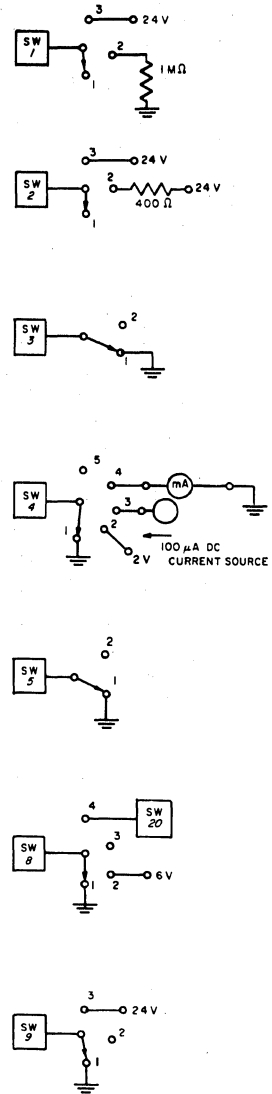 3 24 V
SW 1
2
1
1 MΩ
3 24 V
SW 2
2 24 V
1
400 Ω
SW 3
2
1
5
4 mA
SW 4
3
1
2
2 V
100 μA DC
CURRENT SOURCE
2
SW 5
1
4
SW 20
SW 8
3
1
2 6 V
3 24 V
SW 9
2
1